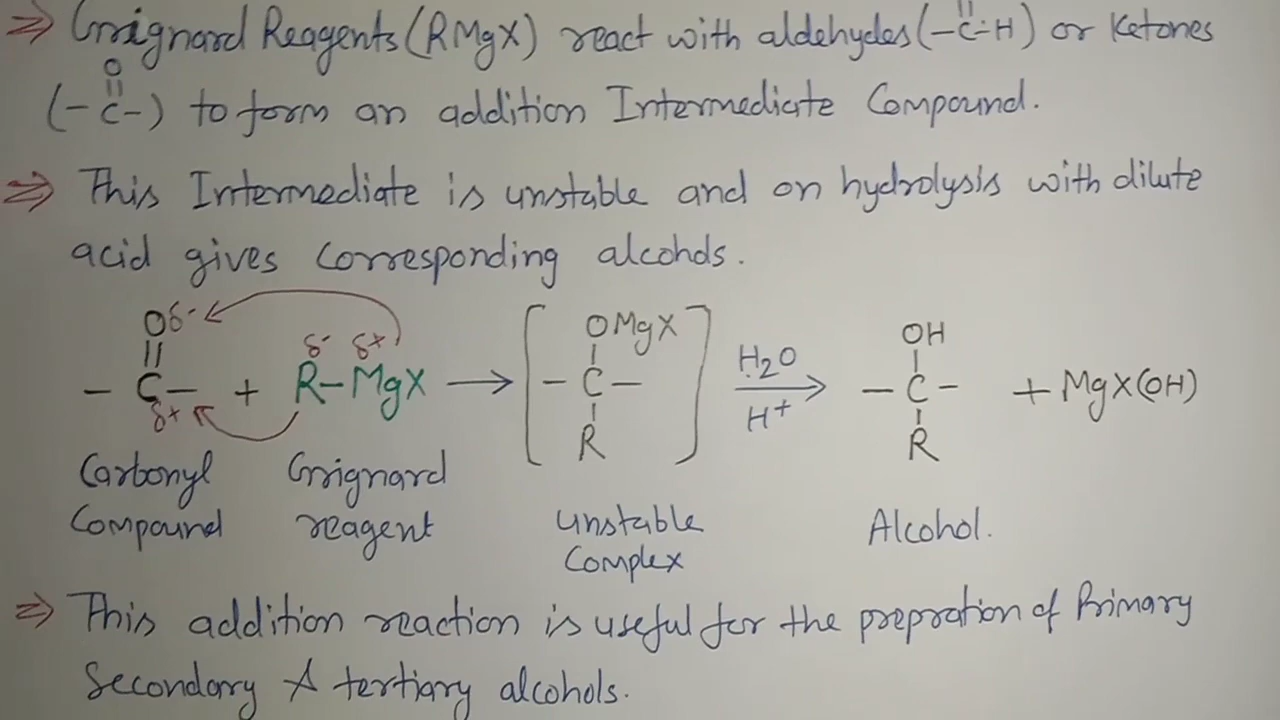 ⇒ Grignard Reagents (RMgX) react with aldehydes (-C-H) or Ketones
O
(-C-) to form an addition Intermediate Compound.
⇒ This Intermediate is unstable and on hydrolysis with dilute
acid gives corresponding alcohols.
Oδ- δ- δ+ OMgX H2O OH
- C - + R-MgX → [ - C - ] → - C - + MgX(OH)
δ+ R H+ R
Carbonyl Grignard
Compound reagent unstable Alcohol.
Complex
⇒ This addition reaction is useful for the prepration of Primary
Secondary & tertiary alcohols.